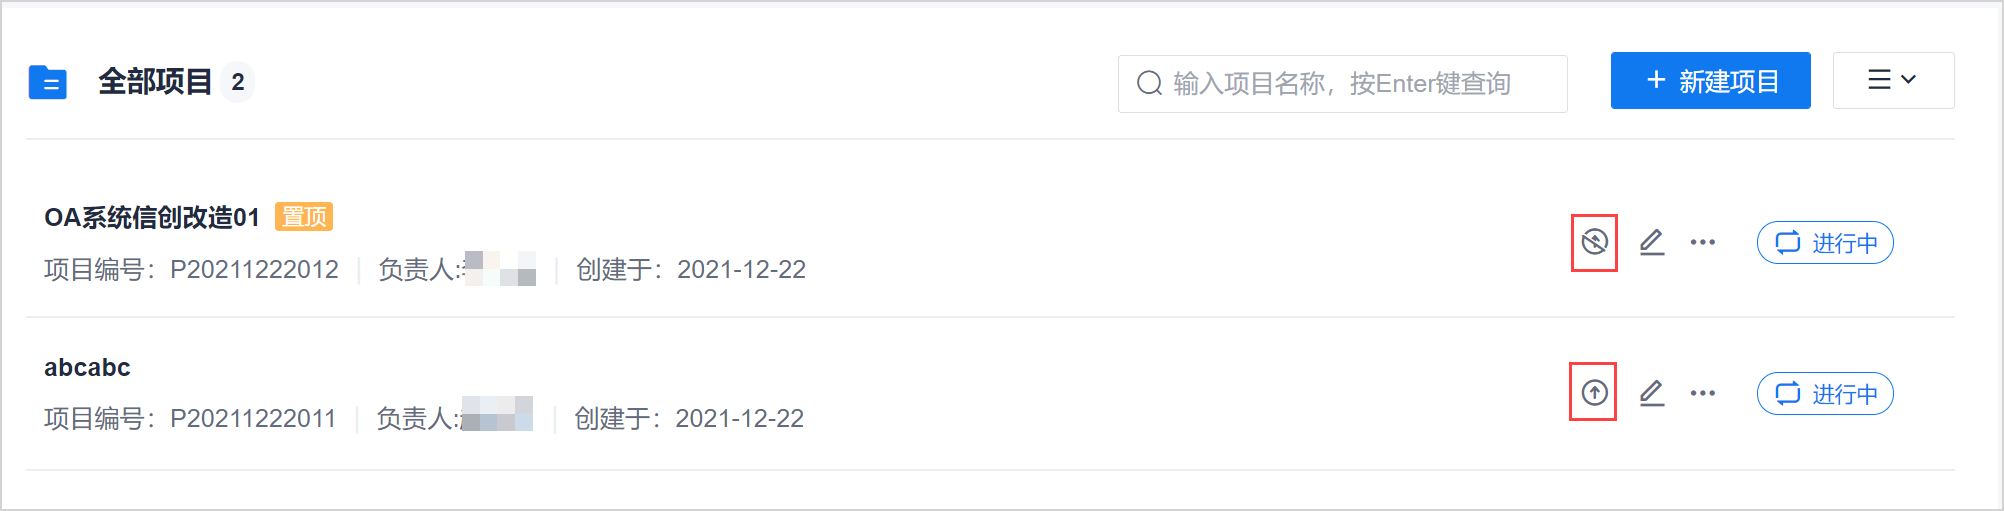 全部项目 2
输入项目名称，按Enter键查询
+ 新建项目
OA系统信创改造01 置顶
项目编号：P20211222012 负责人: 创建于：2021-12-22
进行中
abcabc
项目编号：P20211222011 负责人: 创建于：2021-12-22
进行中